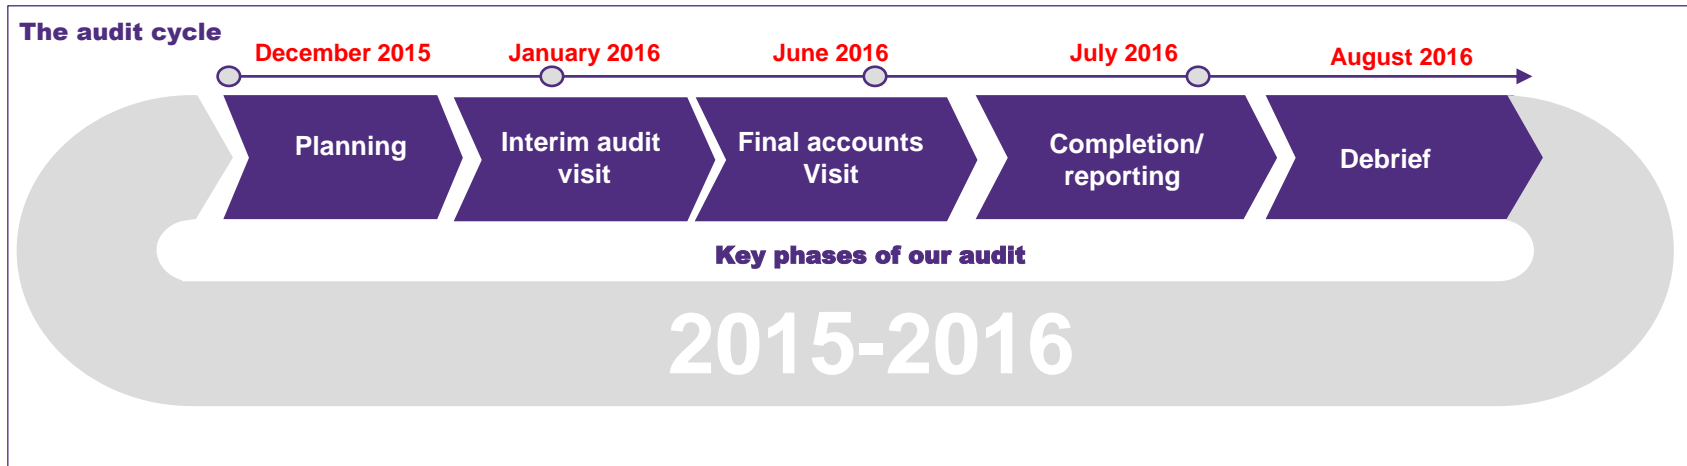 The audit cycle
December 2015
January 2016
June 2016
July 2016
August 2016
Planning
Interim audit
visit
Final accounts
Visit
Completion/
reporting
Debrief
Key phases of our audit
2015-2016